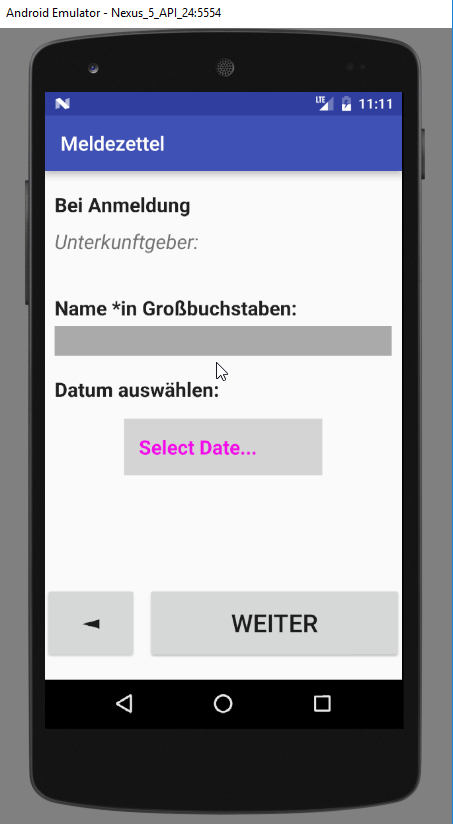 Android Emulator - Nexus_5_API_24:5554
LTE 11:11
Meldezettel
Bei Anmeldung
Unterkunftgeber:
Name *in Großbuchstaben:
Datum auswählen:
Select Date...
WEITER